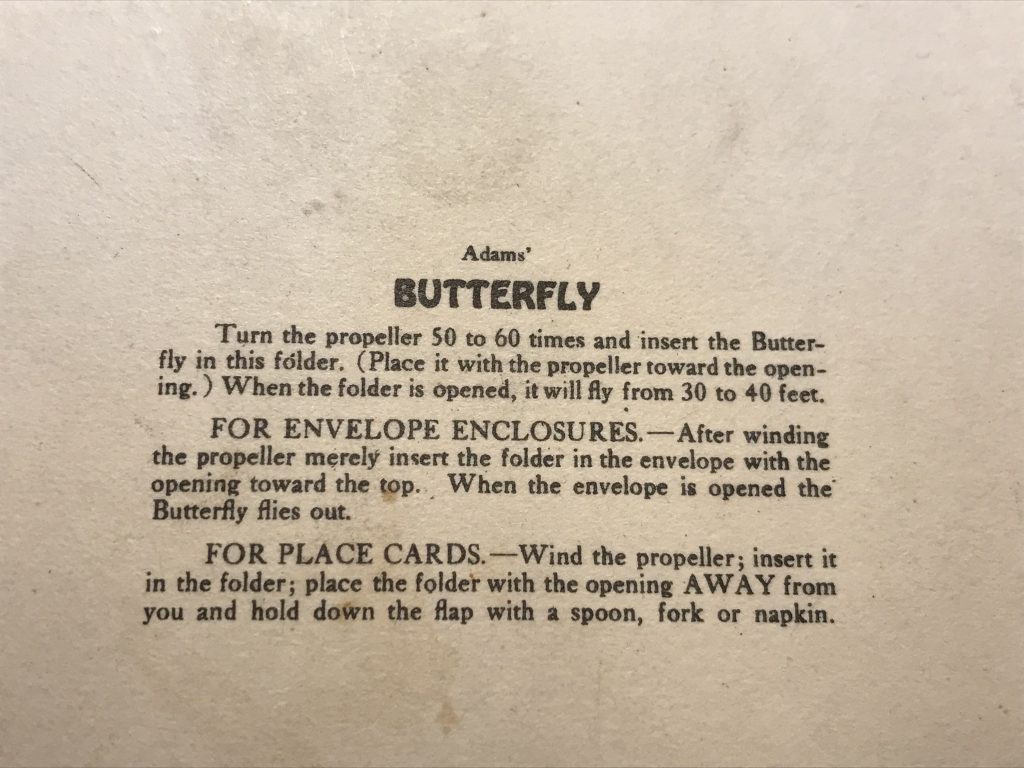 Adams'
BUTTERFLY
Turn the propeller 50 to 60 times and insert the Butter-
fly in this folder. (Place it with the propeller toward the open-
ing.) When the folder is opened, it will fly from 30 to 40 feet.
FOR ENVELOPE ENCLOSURES.—After winding
the propeller merely insert the folder in the envelope with the
opening toward the top. When the envelope is opened the
Butterfly flies out.
FOR PLACE CARDS.—Wind the propeller; insert it
in the folder; place the folder with the opening AWAY from
you and hold down the flap with a spoon, fork or napkin.